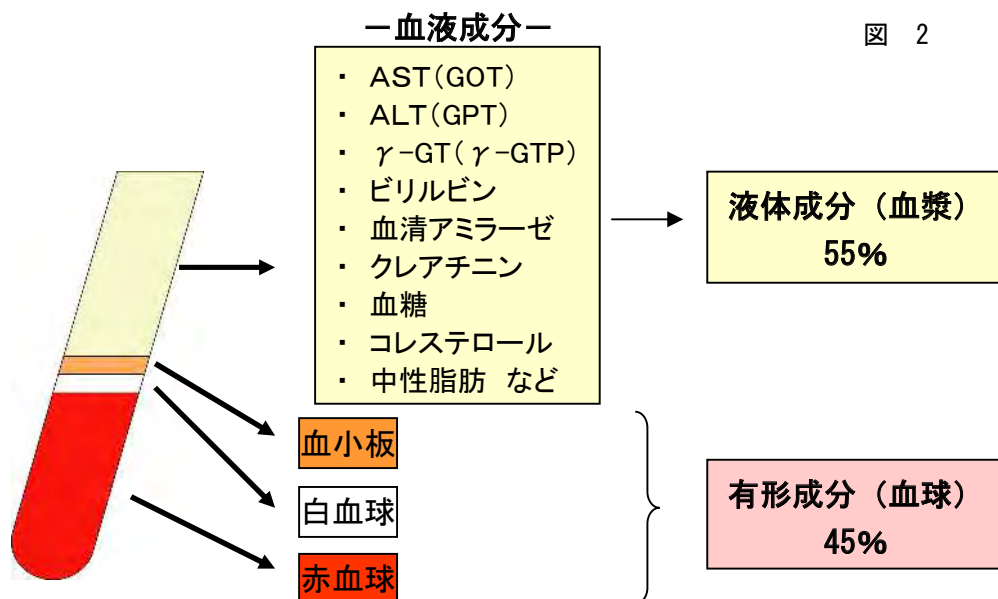 －血液成分－
図 2
・ AST(GOT)
・ ALT(GPT)
・ γ-GT(γ-GTP)
・ ビリルビン
・ 血清アミラーゼ
・ クレアチニン
・ 血糖
・ コレステロール
・ 中性脂肪 など
液体成分（血漿）
55%
血小板
白血球
赤血球
有形成分（血球）
45%